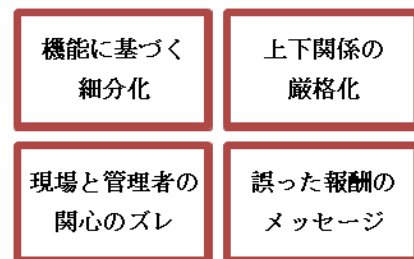 機能に基づく
細分化
上下関係の
厳格化
現場と管理者の
関心のズレ
誤った報酬の
メッセージ